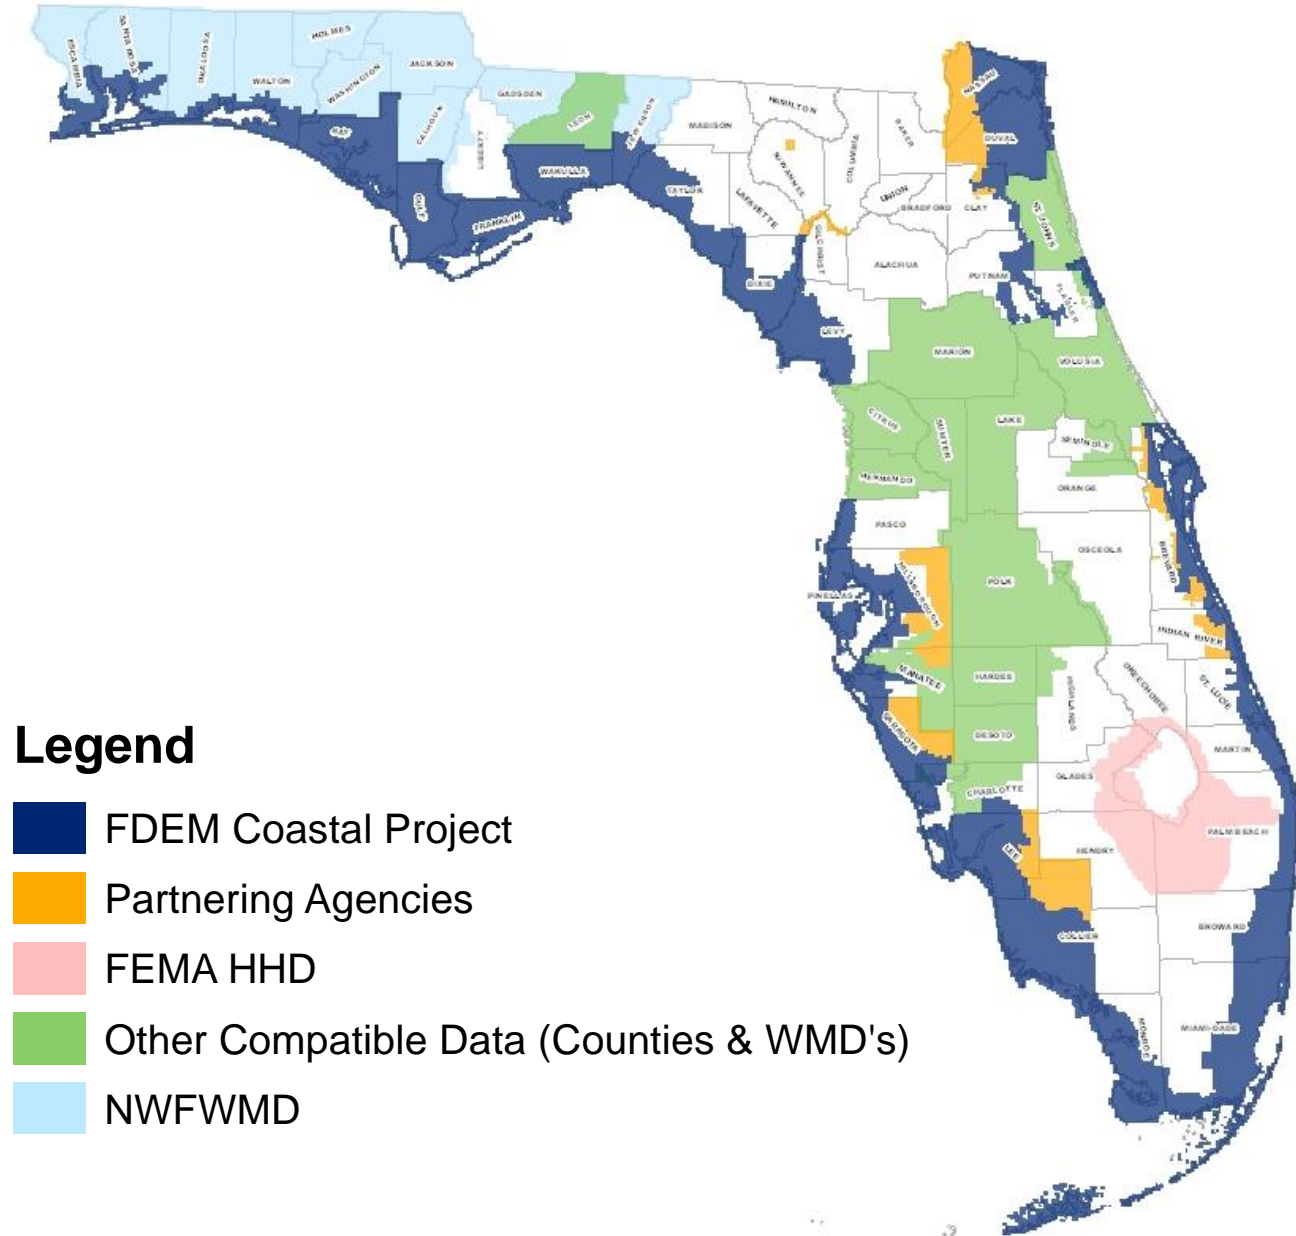 ESCAMBIA
SANTA ROSA
OKALOOSA
WALTON
HOLMES
WASHINGTON
JACKSON
BAY
CALHOUN
GULF
LIBERTY
GADSDEN
FRANKLIN
LEON
WAKULLA
JEFFERSON
MADISON
TAYLOR
HAMILTON
SUWANNEE
LAFAYETTE
DIXIE
COLUMBIA
GILCHRIST
LEVY
BAKER
UNION
BRADFORD
ALACHUA
NASSAU
DUVAL
CLAY
ST. JOHNS
PUTNAM
FLAGLER
MARION
VOLUSIA
CITRUS
SUMTER
LAKE
SEMINOLE
HERNANDO
ORANGE
PASCO
OSCEOLA
BREVARD
PINELLAS
HILLSBOROUGH
POLK
INDIAN RIVER
MANATEE
HARDEE
HIGHLANDS
OKEECHOBEE
ST. LUCIE
SARASOTA
DESOTO
MARTIN
CHARLOTTE
GLADES
LEE
HENDRY
PALM BEACH
COLLIER
BROWARD
MONROE
MIAMI-DADE
Legend
FDEM Coastal Project
Partnering Agencies
FEMA HHD
Other Compatible Data (Counties & WMD's)
NWFWMD